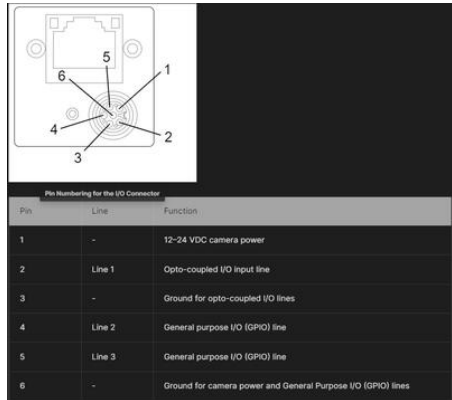 5
1
6
4
2
3
Pin Numbering for the I/O Connector
Pin Line Function
1 - 12–24 VDC camera power
2 Line 1 Opto-coupled I/O input line
3 - Ground for opto-coupled I/O lines
4 Line 2 General purpose I/O (GPIO) line
5 Line 3 General purpose I/O (GPIO) line
6 - Ground for camera power and General Purpose I/O (GPIO) lines